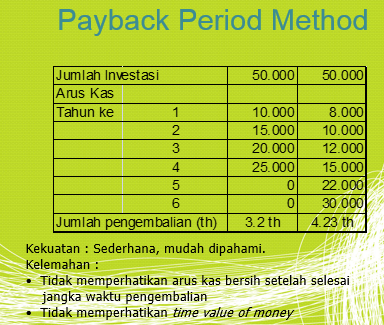 Payback Period Method
Jumlah Investasi 50.000 50.000
Arus Kas
Tahun ke 1 10.000 8.000
2 15.000 10.000
3 20.000 12.000
4 25.000 15.000
5 0 22.000
6 0 30.000
Jumlah pengembalian (th) 3.2 th 4.23 th
Kekuatan : Sederhana, mudah dipahami.
Kelemahan :
• Tidak memperhatikan arus kas bersih setelah selesai
jangka waktu pengembalian
• Tidak memperhatikan time value of money